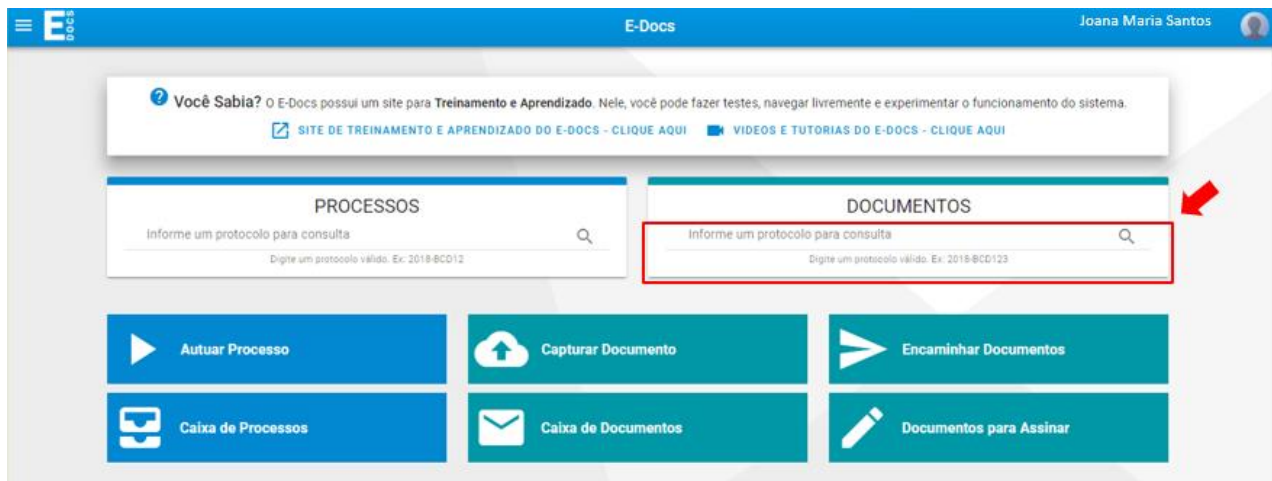 E DOCS
E-Docs
Joana Maria Santos
Você Sabia? O E-Docs possui um site para Treinamento e Aprendizado. Nele, você pode fazer testes, navegar livremente e experimentar o funcionamento do sistema.
SITE DE TREINAMENTO E APRENDIZADO DO E-DOCS - CLIQUE AQUI VIDEOS E TUTORIAS DO E-DOCS - CLIQUE AQUI
PROCESSOS
Informe um protocolo para consulta
Digite um protocolo válido. Ex: 2018-BCD12
DOCUMENTOS
Informe um protocolo para consulta
Digite um protocolo válido. Ex: 2018-BCD123
Autuar Processo
Capturar Documento
Encaminhar Documentos
Caixa de Processos
Caixa de Documentos
Documentos para Assinar